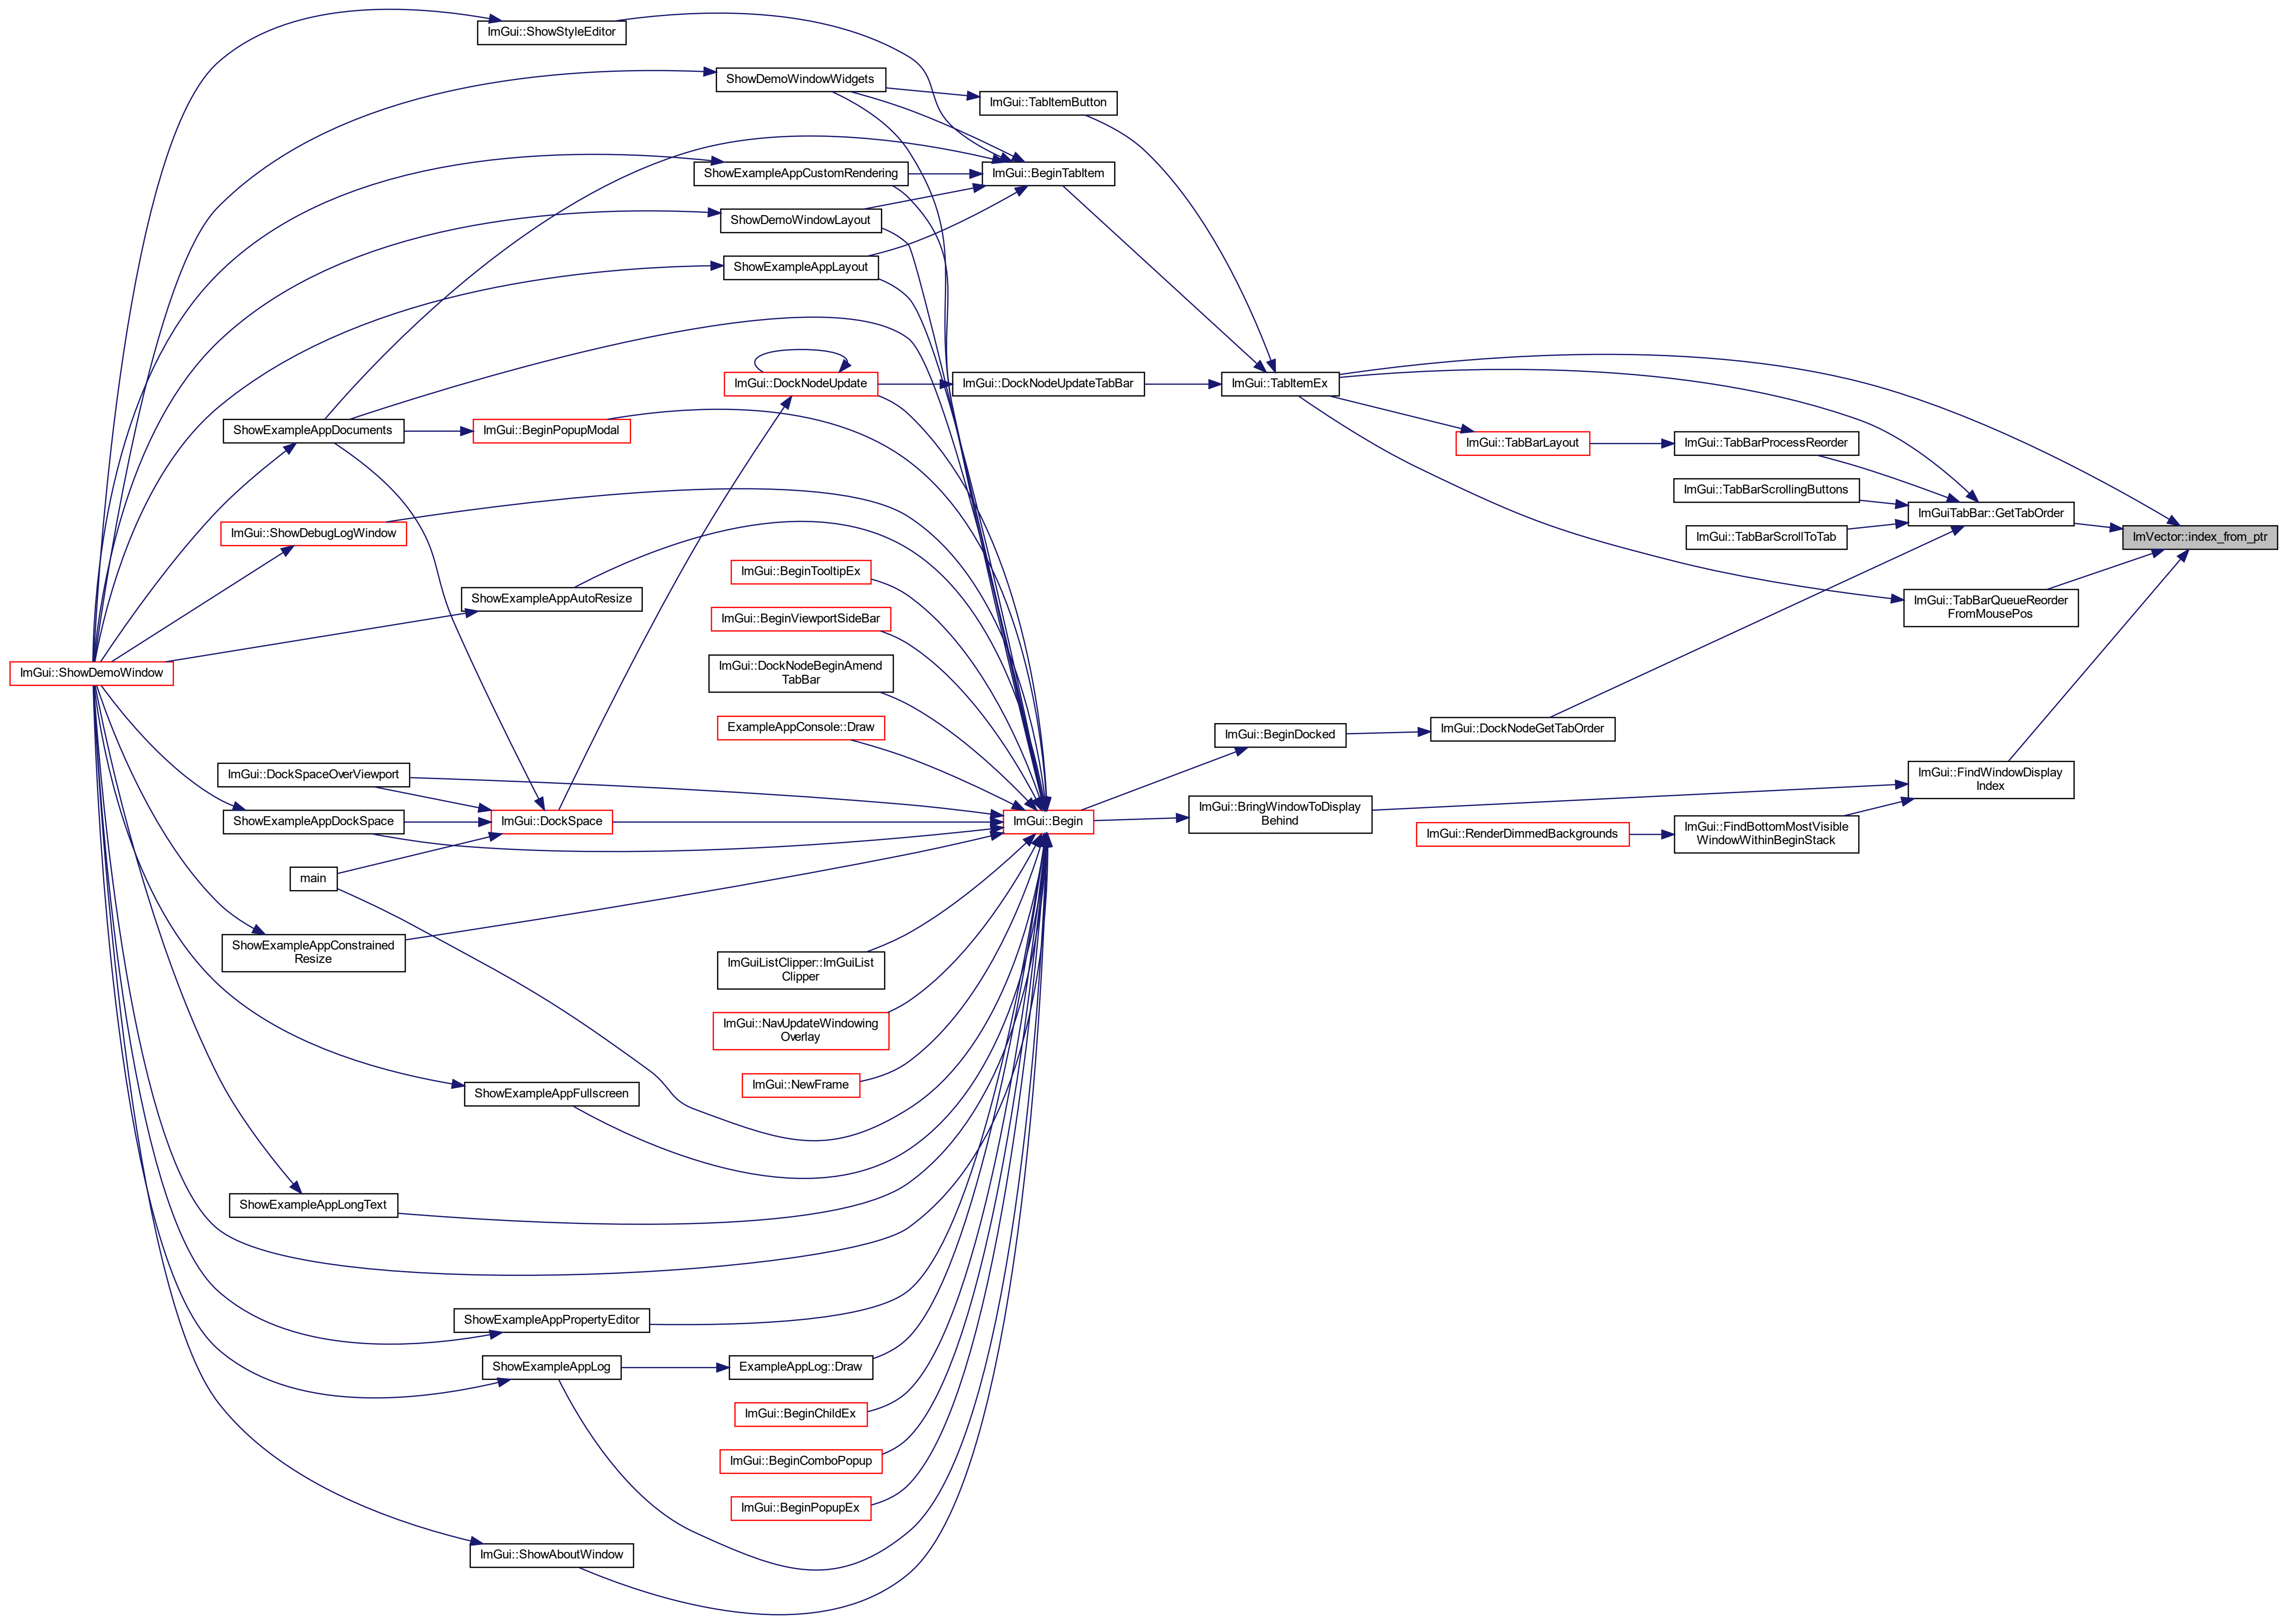 ImGui::ShowStyleEditor
ShowDemoWindowWidgets
ImGui::TabItemButton
ShowExampleAppCustomRendering
ImGui::BeginTabItem
ShowDemoWindowLayout
ShowExampleAppLayout
ImGui::DockNodeUpdate
ImGui::DockNodeUpdateTabBar
ImGui::TabItemEx
ShowExampleAppDocuments
ImGui::BeginPopupModal
ImGui::TabBarLayout
ImGui::TabBarProcessReorder
ImGui::TabBarScrollingButtons
ImGuiTabBar::GetTabOrder
ImGui::ShowDebugLogWindow
ImGui::TabBarScrollToTab
ImVector::index_from_ptr
ImGui::BeginTooltipEx
ShowExampleAppAutoResize
ImGui::TabBarQueueReorder
FromMousePos
ImGui::BeginViewportSideBar
ImGui::ShowDemoWindow
ImGui::DockNodeBeginAmend
TabBar
ExampleAppConsole::Draw
ImGui::BeginDocked
ImGui::DockNodeGetTabOrder
ImGui::DockSpaceOverViewport
ImGui::FindWindowDisplay
Index
ShowExampleAppDockSpace
ImGui::DockSpace
ImGui::Begin
ImGui::BringWindowToDisplay
Behind
ImGui::RenderDimmedBackgrounds
ImGui::FindBottomMostVisible
WindowWithinBeginStack
main
ShowExampleAppConstrained
Resize
ImGuiListClipper::ImGuiList
Clipper
ImGui::NavUpdateWindowing
Overlay
ImGui::NewFrame
ShowExampleAppFullscreen
ShowExampleAppLongText
ShowExampleAppPropertyEditor
ShowExampleAppLog
ExampleAppLog::Draw
ImGui::BeginChildEx
ImGui::BeginComboPopup
ImGui::BeginPopupEx
ImGui::ShowAboutWindow